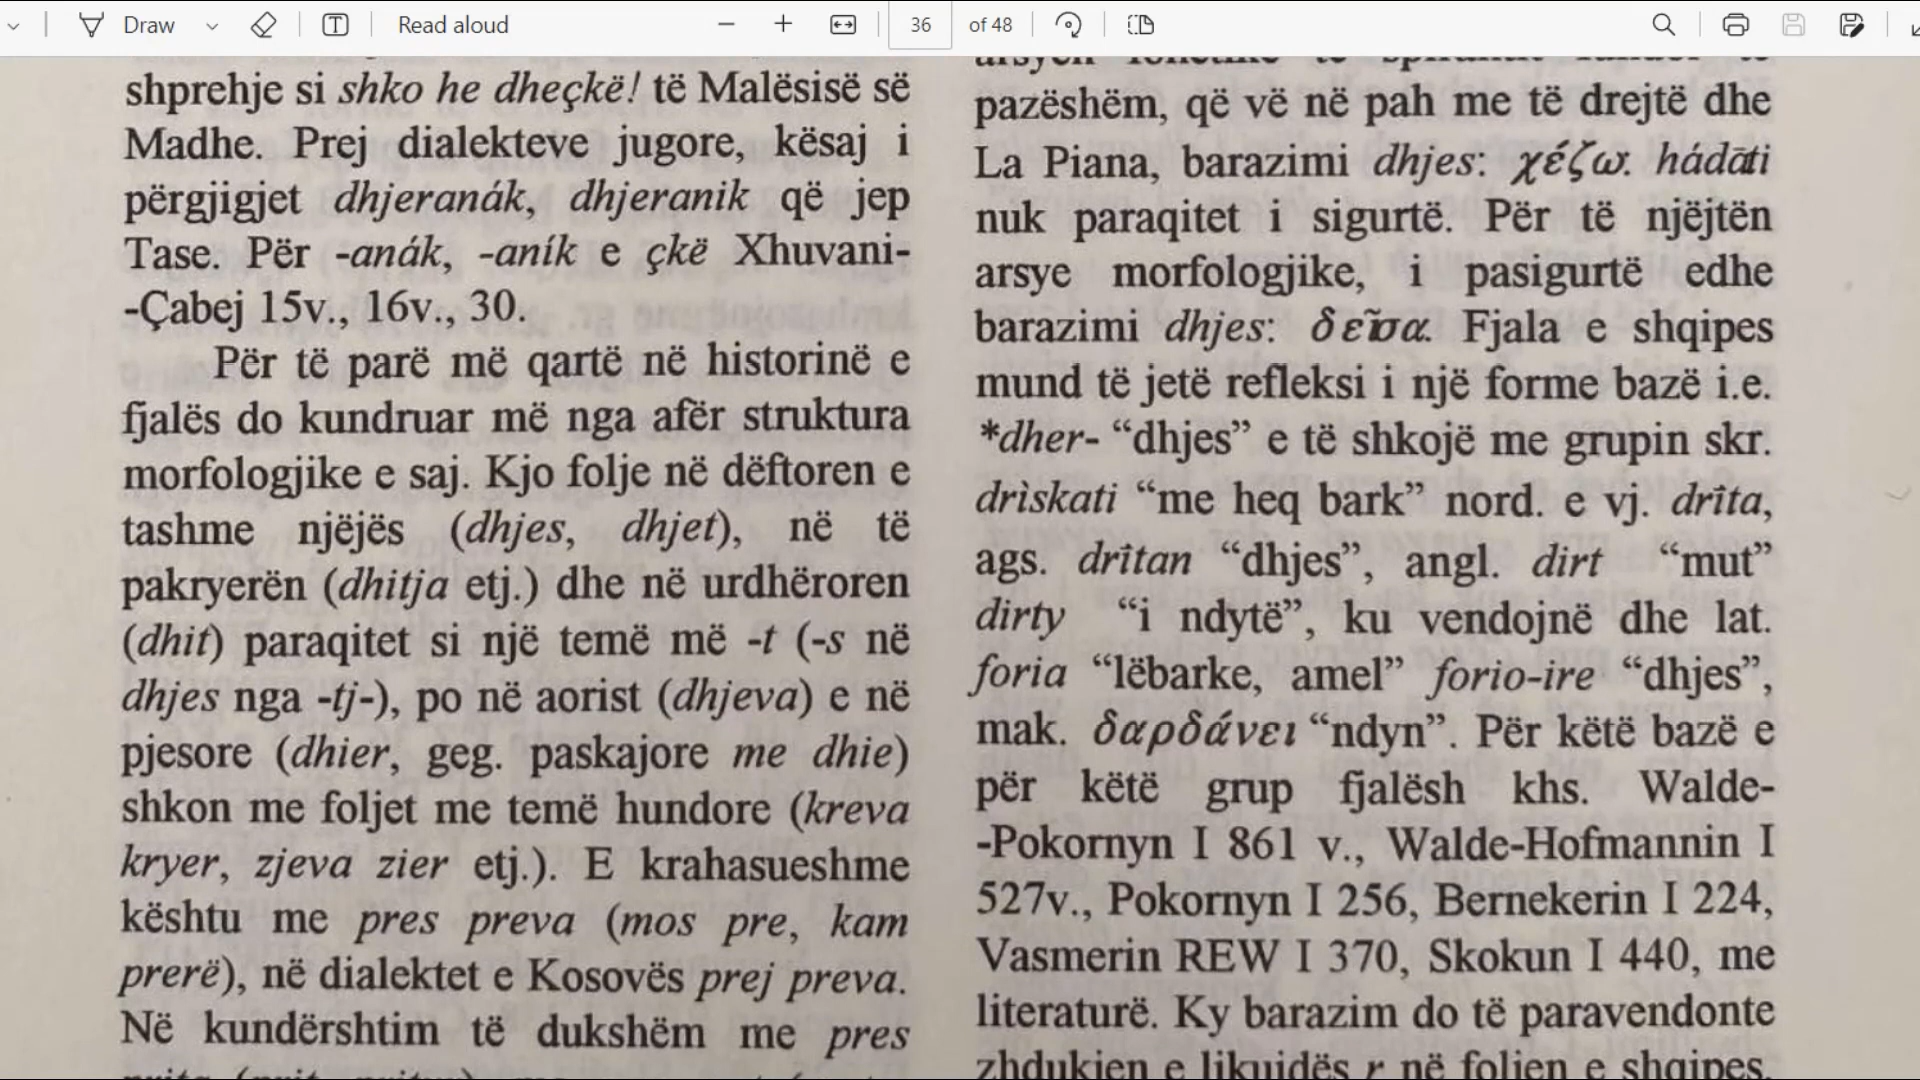 Draw
Read aloud
36 of 48
shprehje si shko he dheçkë! të Malësisë së
Madhe. Prej dialekteve jugore, kësaj i
përgjigjet dhjeranák, dhjeranik që jep
Tase. Për -anák, -aník e çkë Xhuvani-
-Çabej 15v., 16v., 30.
Për të parë më qartë në historinë e
fjalës do kundruar më nga afër struktura
morfologjike e saj. Kjo folje në dëftoren e
tashme njëjës (dhjes, dhjet), në të
pakryerën (dhitja etj.) dhe në urdhëroren
(dhit) paraqitet si një temë më -t (-s në
dhjes nga -tj-), po në aorist (dhjeva) e në
pjesore (dhier, geg. paskajore me dhie)
shkon me foljet me temë hundore (kreva
kryer, zjeva zier etj.). E krahasueshme
kështu me pres preva (mos pre, kam
prerë), në dialektet e Kosovës prej preva.
Në kundërshtim të dukshëm me pres
pazëshëm, që vë në pah me të drejtë dhe
La Piana, barazimi dhjes: χέζω. hádāti
nuk paraqitet i sigurtë. Për të njëjtën
arsye morfologjike, i pasigurtë edhe
barazimi dhjes: δεῖσα. Fjala e shqipes
mund të jetë refleksi i një forme bazë i.e.
*dher- “dhjes” e të shkojë me grupin skr.
drìskati “me heq bark” nord. e vj. drîta,
ags. drîtan “dhjes”, angl. dirt “mut”
dirty “i ndytë”, ku vendojnë dhe lat.
foria “lëbarke, amel” forio-ire “dhjes”,
mak. δαρδάνει “ndyn”. Për këtë bazë e
për këtë grup fjalësh khs. Walde-
-Pokornyn I 861 v., Walde-Hofmannin I
527v., Pokornyn I 256, Bernekerin I 224,
Vasmerin REW I 370, Skokun I 440, me
literaturë. Ky barazim do të paravendonte
zhdukjen e likuidës r në foljen e shqipes.